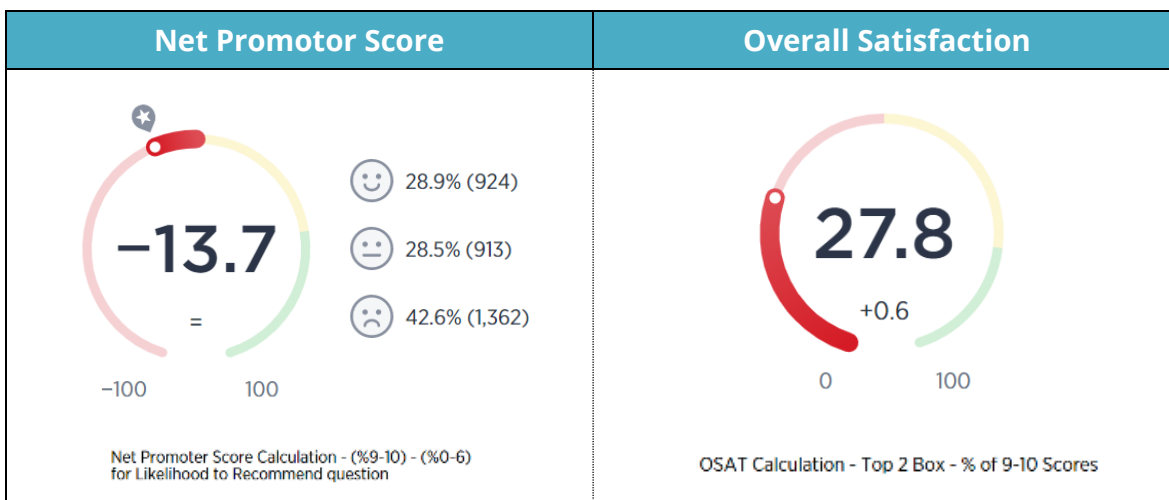 Net Promotor Score
Overall Satisfaction
−13.7
=
−100
100
28.9% (924)
28.5% (913)
42.6% (1,362)
Net Promoter Score Calculation - (%9-10) - (%0-6)
for Likelihood to Recommend question
27.8
+0.6
0
100
OSAT Calculation - Top 2 Box - % of 9-10 Scores